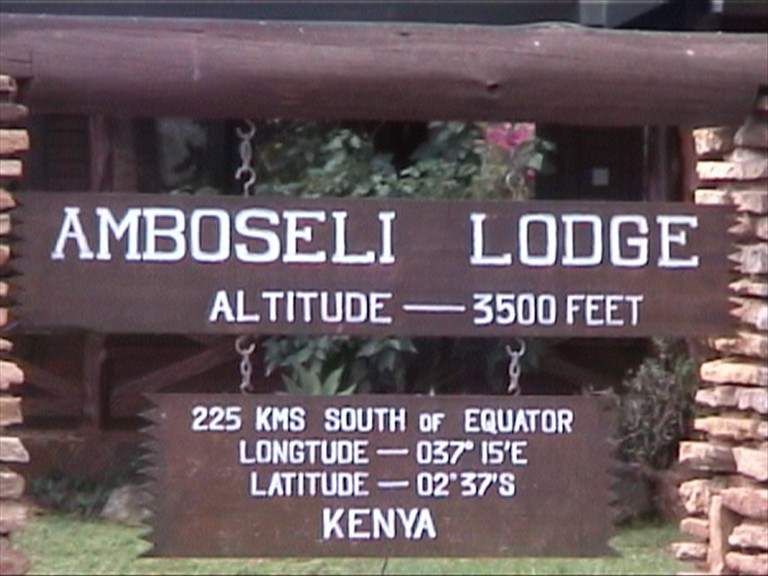 AMBOSELI LODGE
ALTITUDE — 3500 FEET
225 KMS SOUTH OF EQUATOR
LONGTUDE — 037° 15'E
LATITUDE — 02° 37'S
KENYA